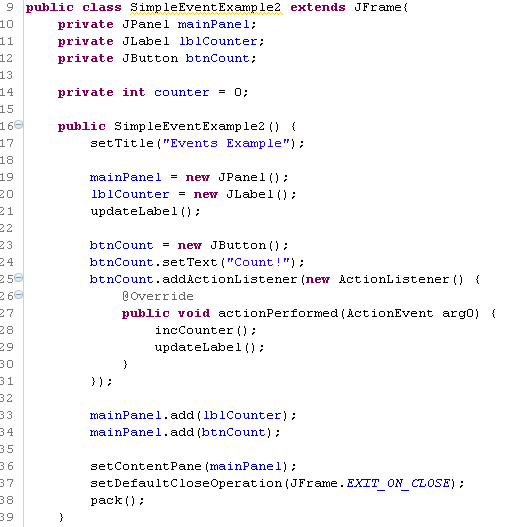 9 public class SimpleEventExample2 extends JFrame{
10 private JPanel mainPanel;
11 private JLabel lblCounter;
12 private JButton btnCount;
13
14 private int counter = 0;
15
16 public SimpleEventExample2() {
17 setTitle("Events Example");
18
19 mainPanel = new JPanel();
20 lblCounter = new JLabel();
21 updateLabel();
22
23 btnCount = new JButton();
24 btnCount.setText("Count!");
25 btnCount.addActionListener(new ActionListener() {
26 @Override
27 public void actionPerformed(ActionEvent arg0) {
28 incCounter();
29 updateLabel();
30 }
31 });
32
33 mainPanel.add(lblCounter);
34 mainPanel.add(btnCount);
35
36 setContentPane(mainPanel);
37 setDefaultCloseOperation(JFrame.EXIT_ON_CLOSE);
38 pack();
39 }